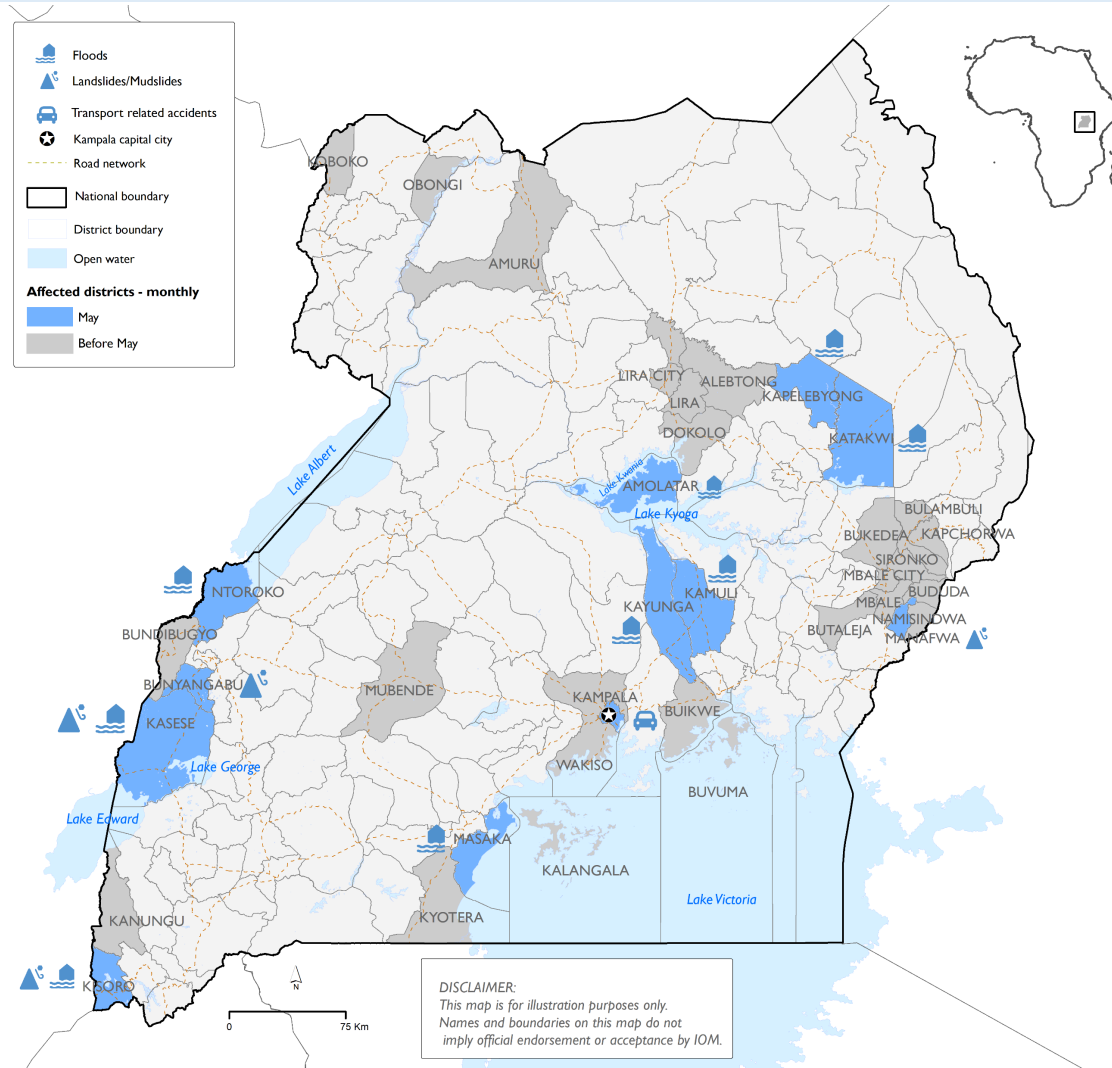 Floods
Landslides/Mudslides
Transport related accidents
Kampala capital city
Road network
National boundary
District boundary
Open water
Affected districts - monthly
May
Before May
KOBOKO
OBONGI
AMURU
LIRA CITY
ALEBTONG
KAPELEBYONG
LIRA
DOKOLO
KATAKWI
Lake Albert
Lake Kwania
AMOLATAR
Lake Kyoga
BULAMBULI
BUKEDEA
KAPCHORWA
SIRONKO
MBALE CITY
NTOROKO
KAMULI
BUDUDA
KAYUNGA
MBALE
NAMISINDWA
BUNDIBUGYO
BUTALEJA
MANAFWA
BUNYANGABU
MUBENDE
KAMPALA
BUIKWE
KASESE
Lake George
WAKISO
BUVUMA
Lake Edward
MASAKA
KALANGALA
Lake Victoria
KYOTERA
KANUNGU
KISORO
N
0
75 Km
DISCLAIMER:
This map is for illustration purposes only.
Names and boundaries on this map do not
imply official endorsement or acceptance by IOM.